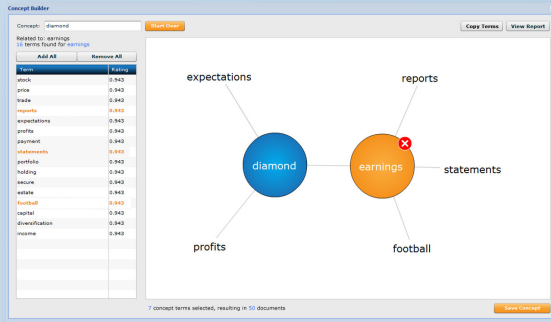 Concept Builder
Concept: diamond
Start Over
Copy Terms
View Report
Related to: earnings
16 terms found for earnings
Add All
Remove All
Term Rating
stock 0.943
price 0.943
trade 0.943
reports 0.943
expectations 0.943
profits 0.943
payment 0.943
statements 0.943
portfolio 0.943
holding 0.943
secure 0.943
estate 0.943
football 0.943
capital 0.943
diversification 0.943
income 0.943
expectations
reports
diamond
earnings
statements
profits
football
7 concept terms selected, resulting in 50 documents
Save Concept